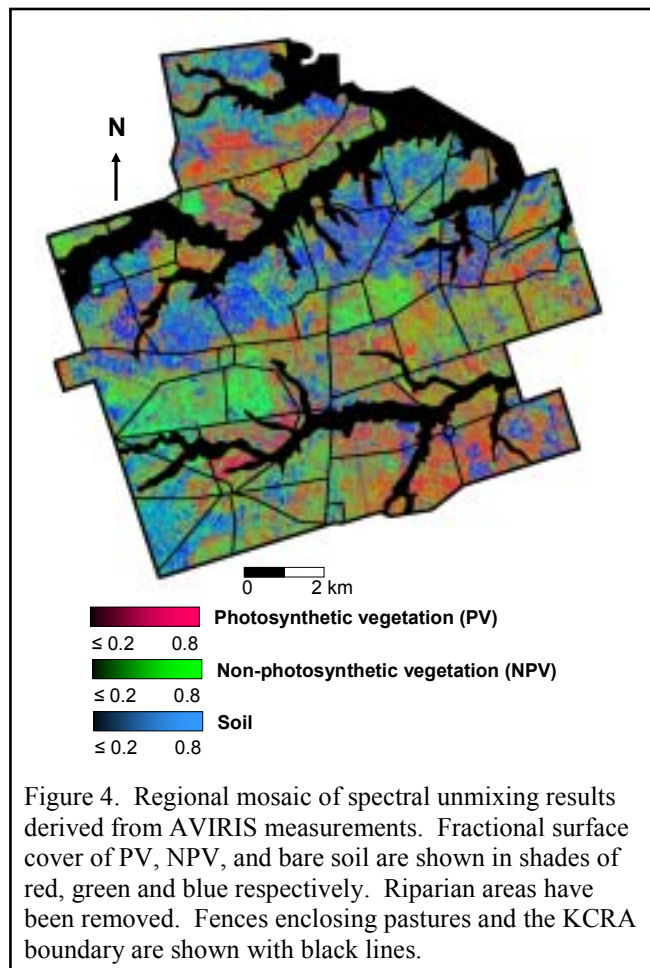 N
0 2 km
Photosynthetic vegetation (PV)
≤ 0.2 0.8
Non-photosynthetic vegetation (NPV)
≤ 0.2 0.8
Soil
≤ 0.2 0.8
Figure 4. Regional mosaic of spectral unmixing results
derived from AVIRIS measurements. Fractional surface
cover of PV, NPV, and bare soil are shown in shades of
red, green and blue respectively. Riparian areas have
been removed. Fences enclosing pastures and the KCRA
boundary are shown with black lines.